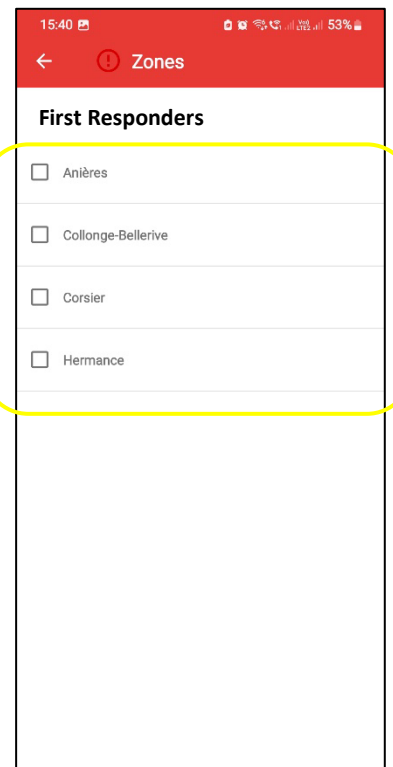 15:40 53%
Zones
First Responders
Anières
Collonge-Bellerive
Corsier
Hermance